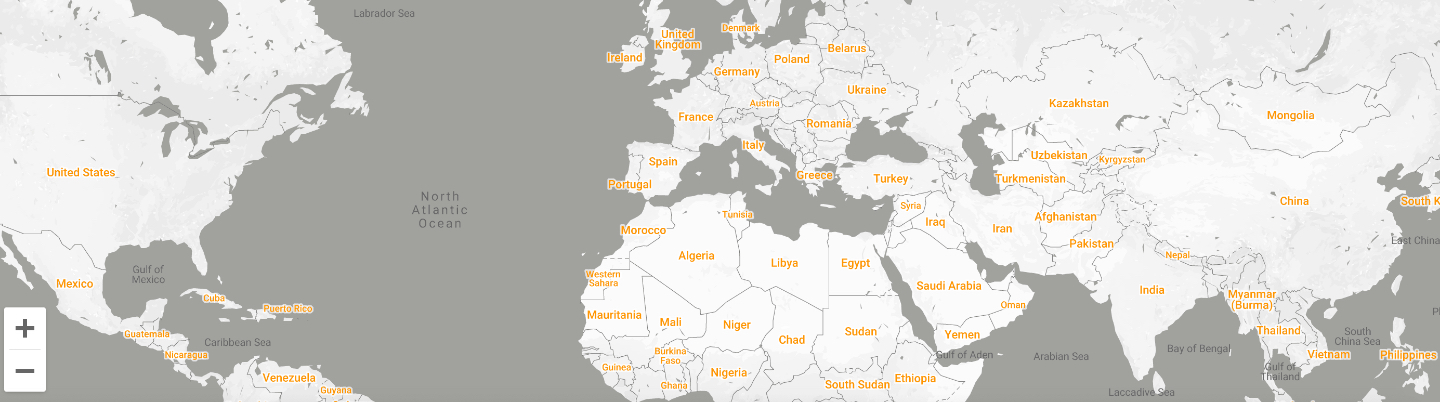 Labrador Sea
Denmark
United
Kingdom
Ireland
Belarus
Poland
Germany
Ukraine
Austria
Kazakhstan
France
Romania
Mongolia
Italy
Uzbekistan
Kyrgyzstan
Spain
United States
Greece
Turkey
Turkmenistan
Portugal
North
Atlantic
Ocean
China
South K
Syria
Tunisia
Afghanistan
Iraq
Morocco
Iran
East China
Pakistan
Algeria
Nepal
Libya
Egypt
Gulf of
Mexico
Western
Sahara
Mexico
Saudi Arabia
India
Myanmar
(Burma)
Cuba
Oman
Puerto Rico
Mauritania
Mali
Niger
Sudan
Thailand
South
China Sea
Guatemala
Yemen
Chad
Caribbean Sea
Bay of Bengal
Nicaragua
Burkina
Faso
Gulf of Aden
Arabian Sea
Vietnam
Philippines
Guinea
Nigeria
Gulf of
Thailand
Venezuela
Ethiopia
Ghana
South Sudan
Guyana
Laccadive Sea